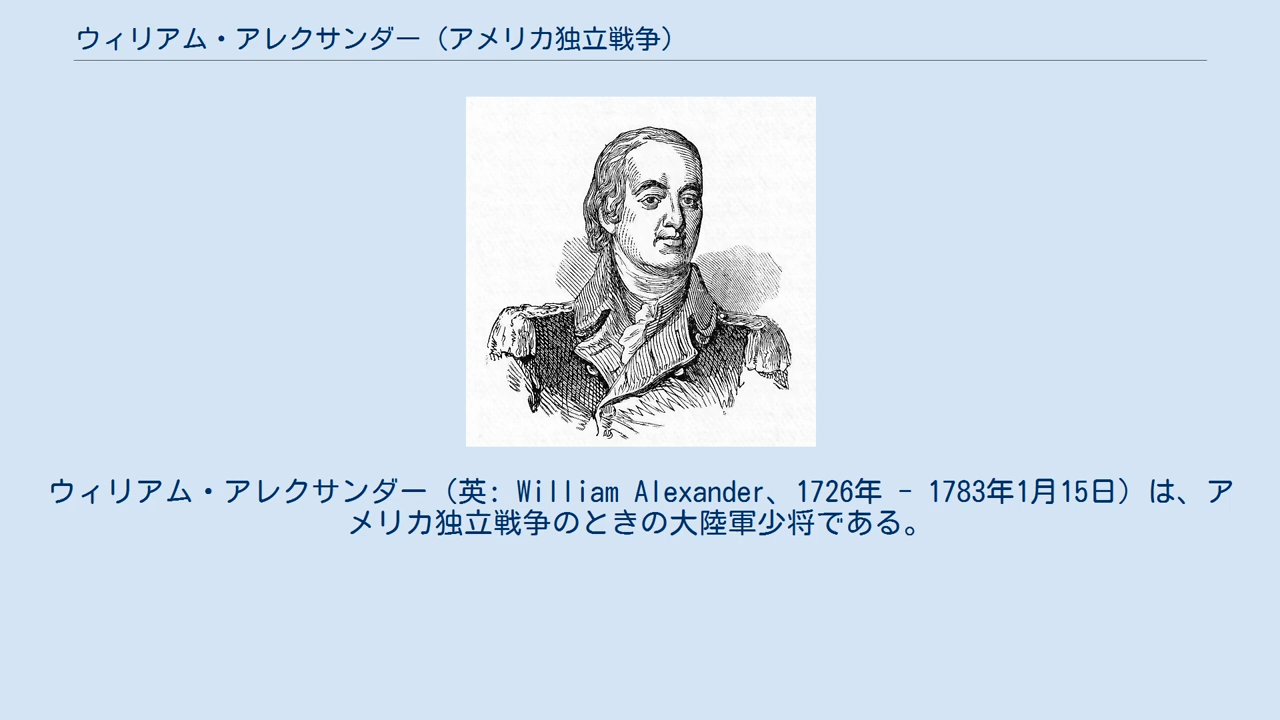 ウィリアム・アレクサンダー（アメリカ独立戦争）
ウィリアム・アレクサンダー（英: William Alexander、1726年 - 1783年1月15日）は、ア
メリカ独立戦争のときの大陸軍少将である。